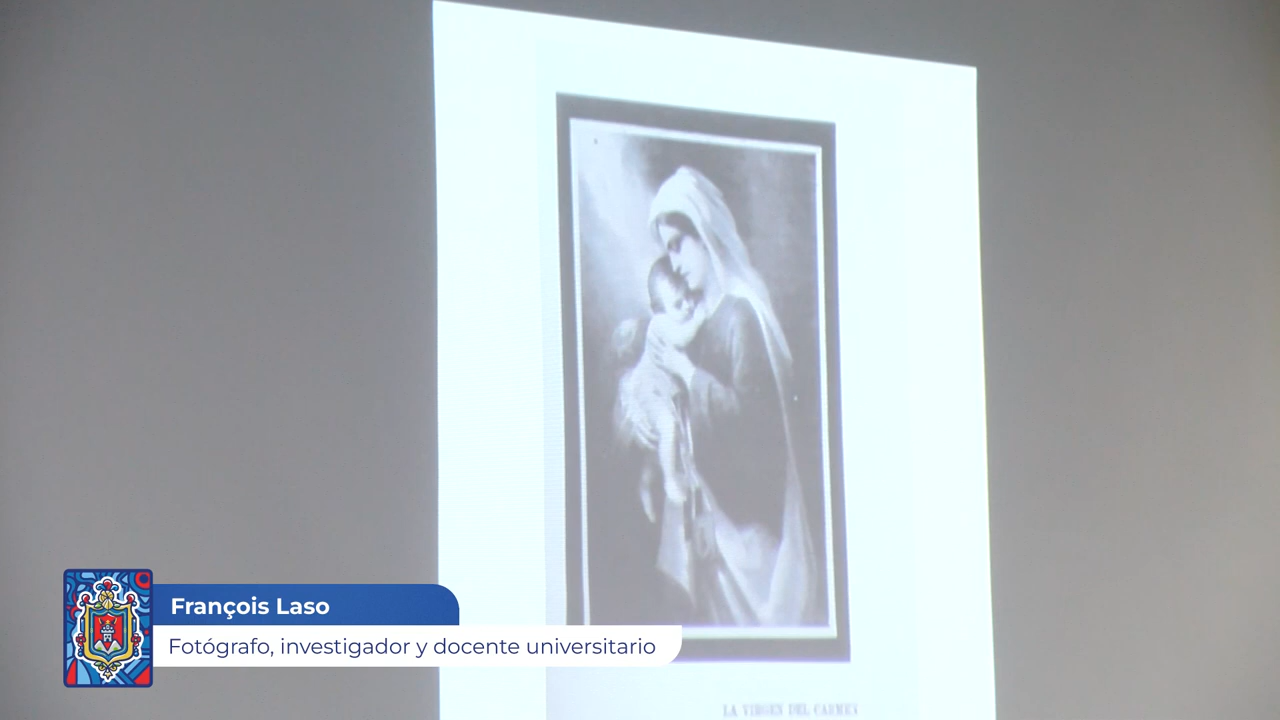 François Laso
Fotógrafo, investigador y docente universitario
LA VIRGEN DEL CARMEN